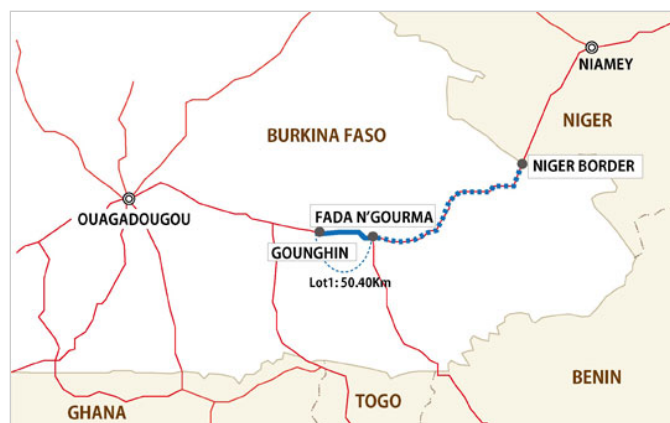 NIAMEY
NIGER
BURKINA FASO
NIGER BORDER
OUAGADOUGOU
FADA N'GOURMA
GOUNGHIN
Lot1: 50.40Km
BENIN
TOGO
GHANA